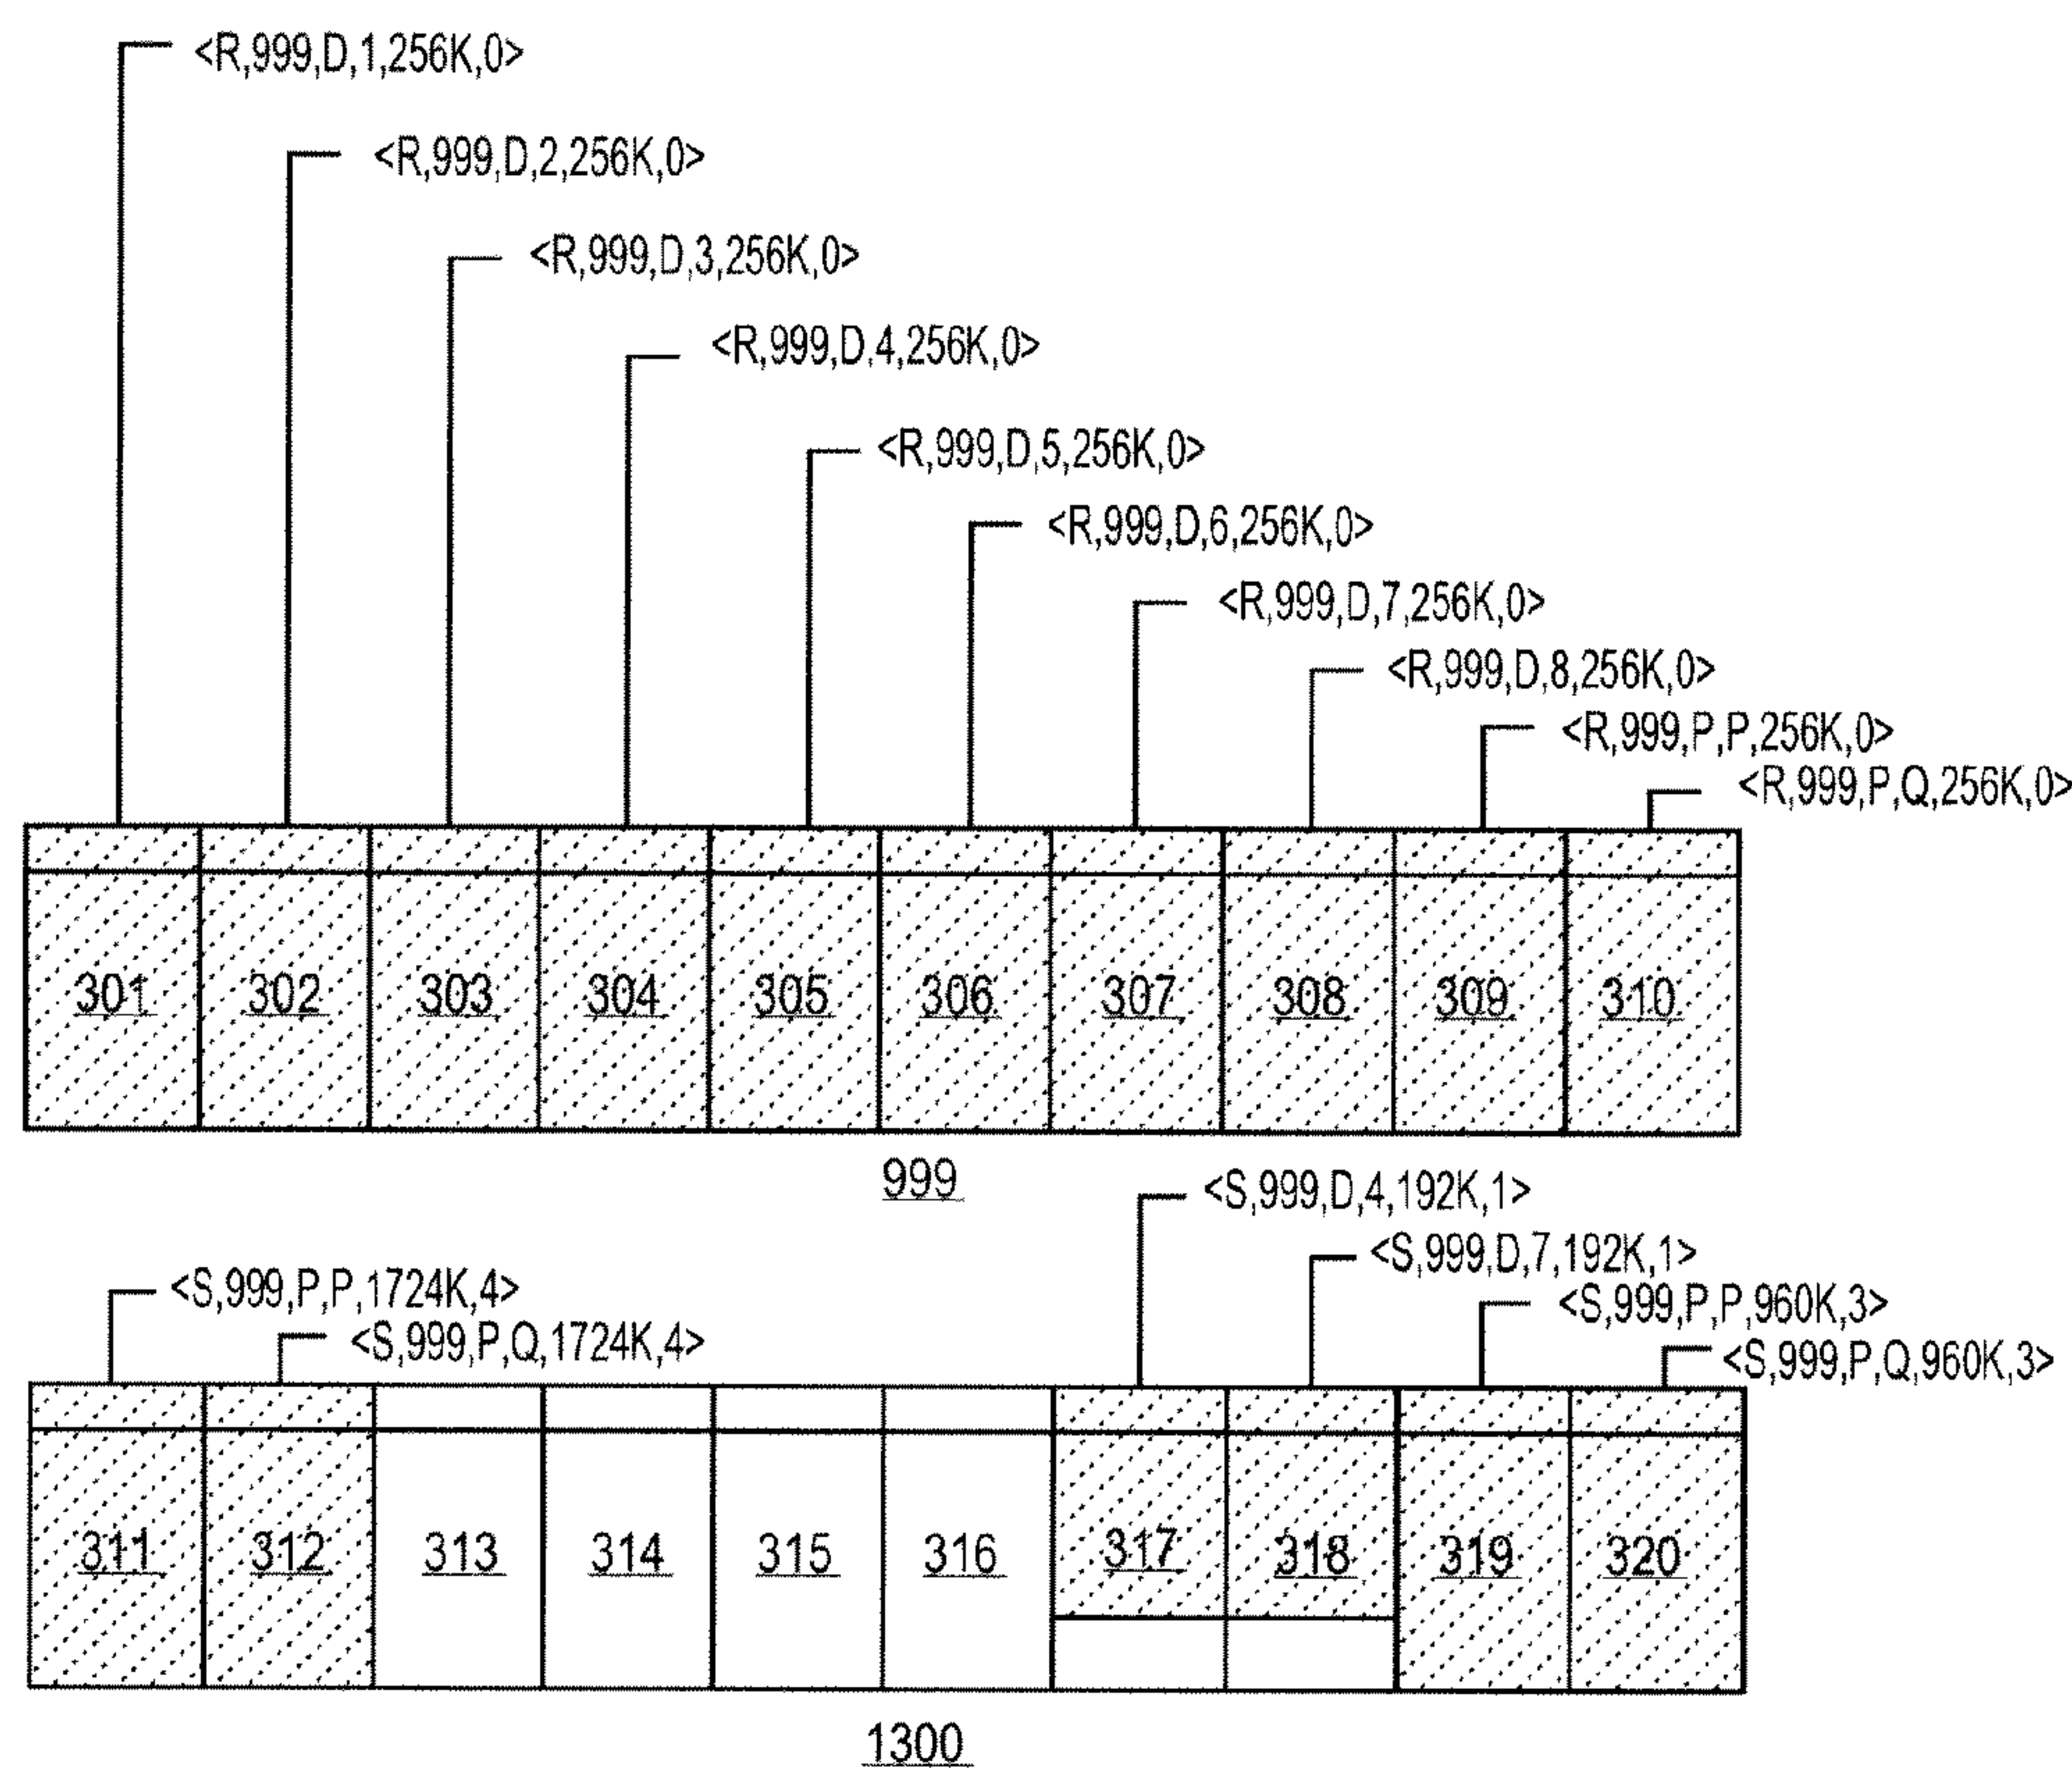 <R,999,D,1,256K,0>
<R,999,D,2,256K,0>
<R,999,D,3,256K,0>
<R,999,D,4,256K,0>
<R,999,D,5,256K,0>
<R,999,D,6,256K,0>
<R,999,D,7,256K,0>
<R,999,D,8,256K,0>
<R,999,P,P,256K,0>
<R,999,P,Q,256K,0>
301 302 303 304 305 306 307 308 309 310
999
<S,999,D,4,192K,1>
<S,999,D,7,192K,1>
<S,999,P,P,1724K,4>
<S,999,P,P,960K,3>
<S,999,P,Q,1724K,4>
<S,999,P,Q,960K,3>
311 312 313 314 315 316 317 318 319 320
1300